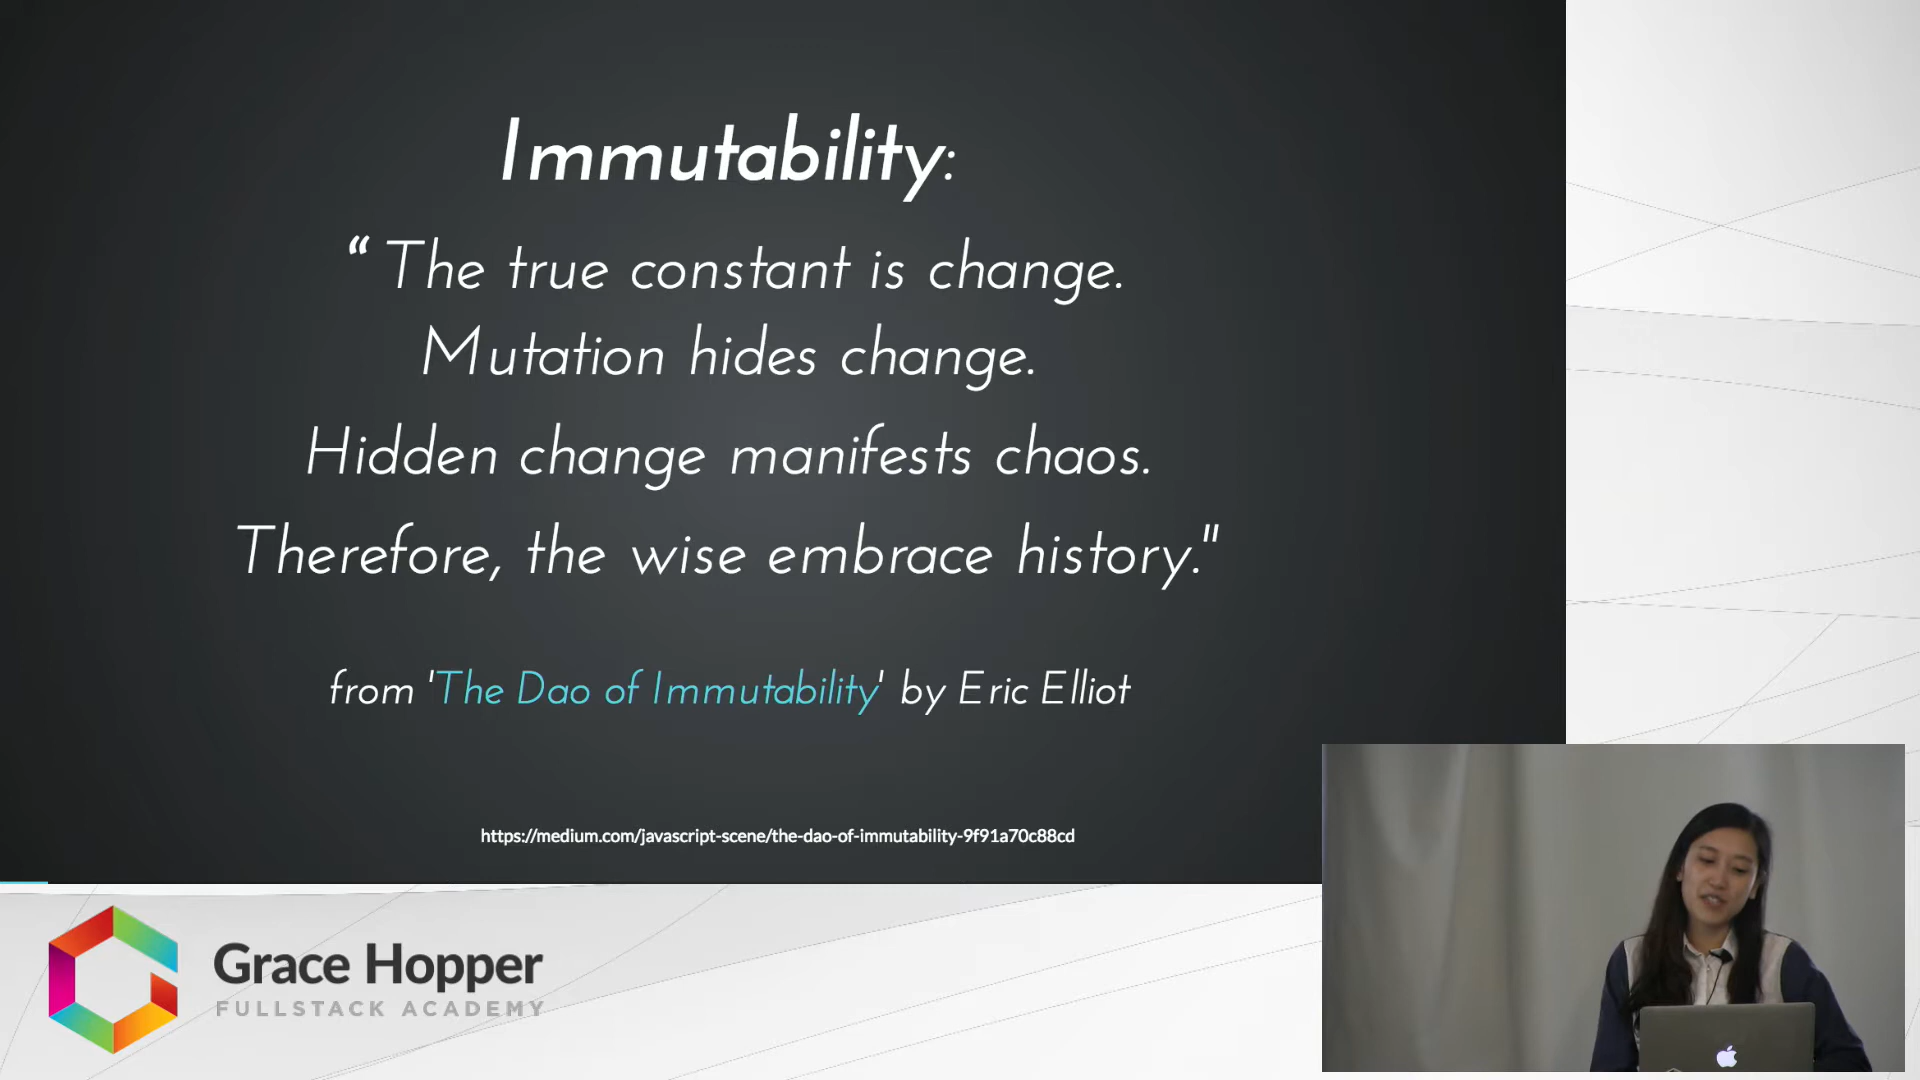 Immutability:
“ The true constant is change.
Mutation hides change.
Hidden change manifests chaos.
Therefore, the wise embrace history."
from 'The Dao of Immutability' by Eric Elliot
https://medium.com/javascript-scene/the-dao-of-immutability-9f91a70c88cd
Grace Hopper
FULLSTACK ACADEMY